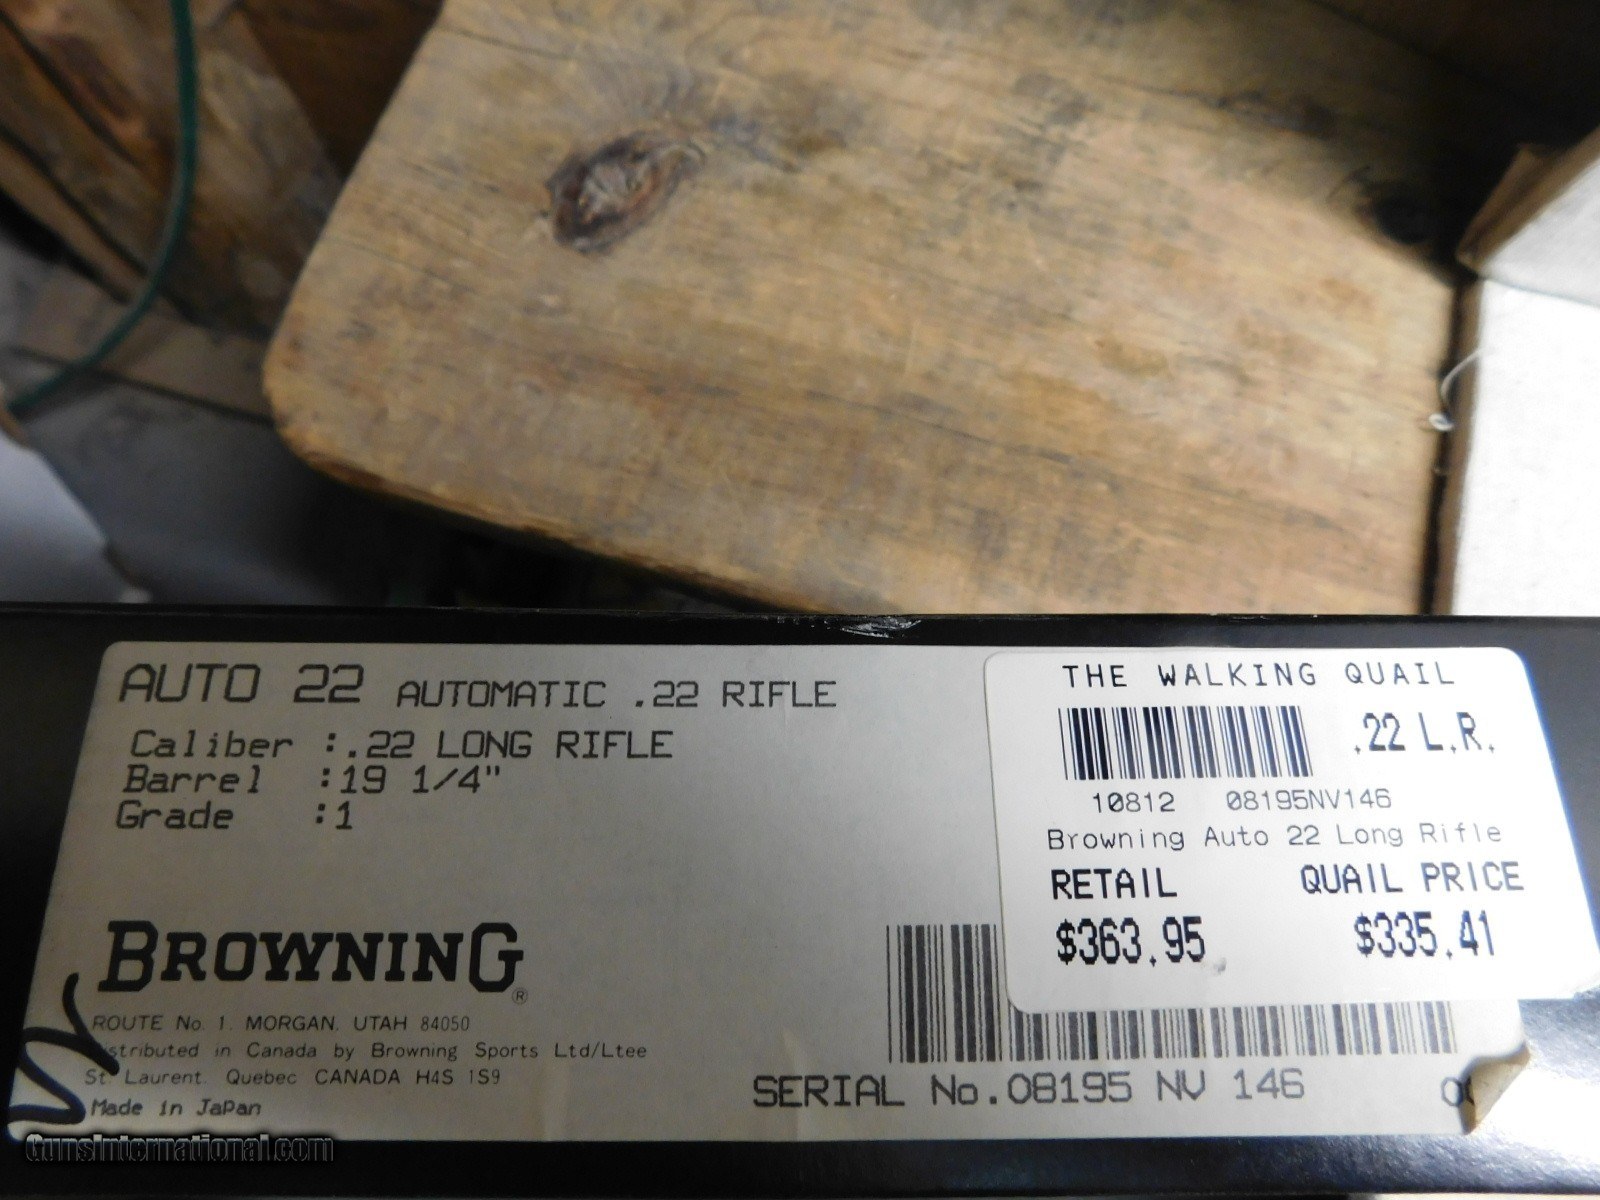 AUTO 22 AUTOMATIC .22 RIFLE
Caliber :.22 LONG RIFLE
Barrel :19 1/4"
Grade :1
BROWNING®
ROUTE No. 1. MORGAN. UTAH 84050
Distributed in Canada by Browning Sports Ltd/Ltee
St. Laurent. Quebec CANADA H4S 1S9
Made in Japan
SERIAL No.08195 NV 146
THE WALKING QUAIL
.22 L.R.
10812 08195NV146
Browning Auto 22 Long Rifle
RETAIL QUAIL PRICE
$363.95 $335.41
GunsInternational.com